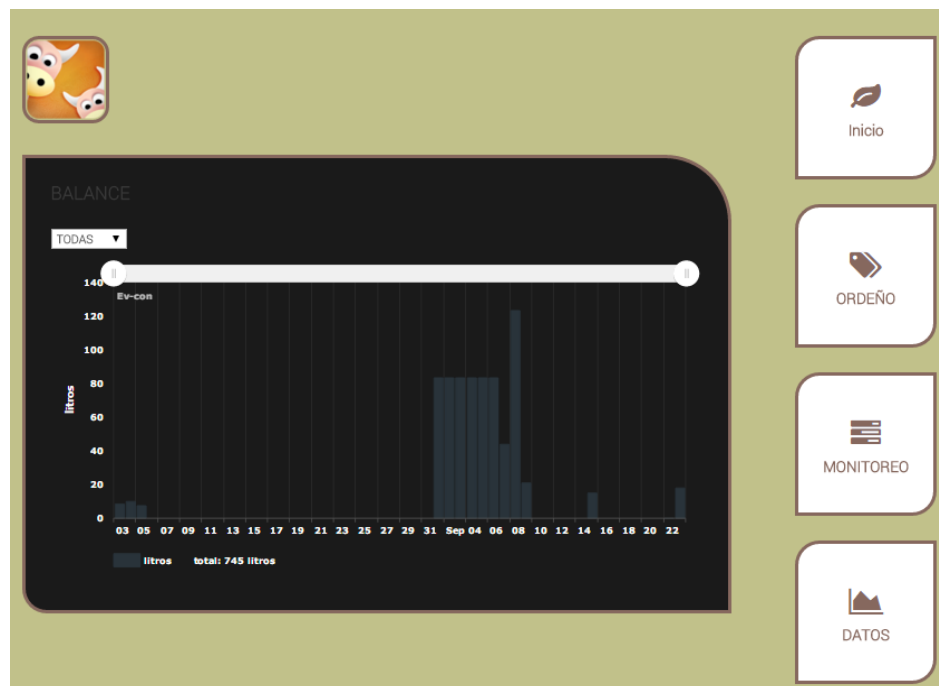 BALANCE
TODAS
140
Ev-con
120
100
80
60
40
20
0
litros
03 05 07 09 11 13 15 17 19 21 23 25 27 29 31 Sep 04 06 08 10 12 14 16 18 20 22
litros total: 745 litros
Inicio
ORDEÑO
MONITOREO
DATOS